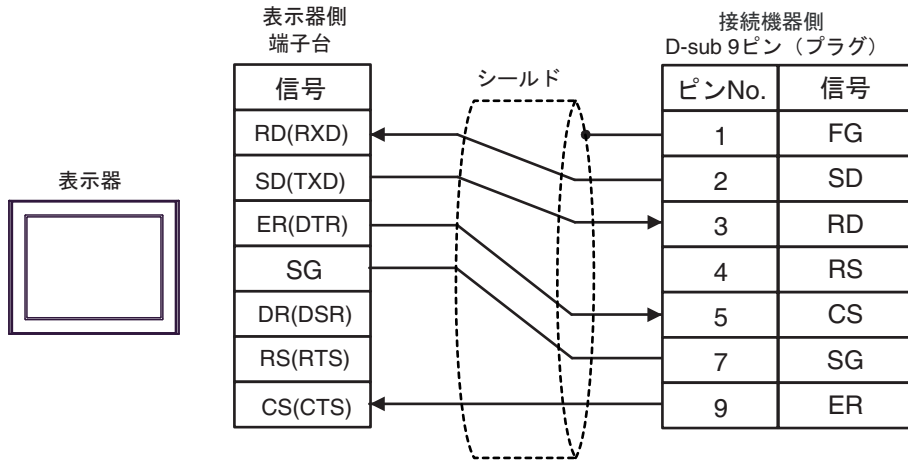 表示器側
端子台
接続機器側
D-sub 9ピン（プラグ）
シールド
表示器
信号
RD(RXD)
SD(TXD)
ER(DTR)
SG
DR(DSR)
RS(RTS)
CS(CTS)
ピンNo. 信号
1 FG
2 SD
3 RD
4 RS
5 CS
7 SG
9 ER